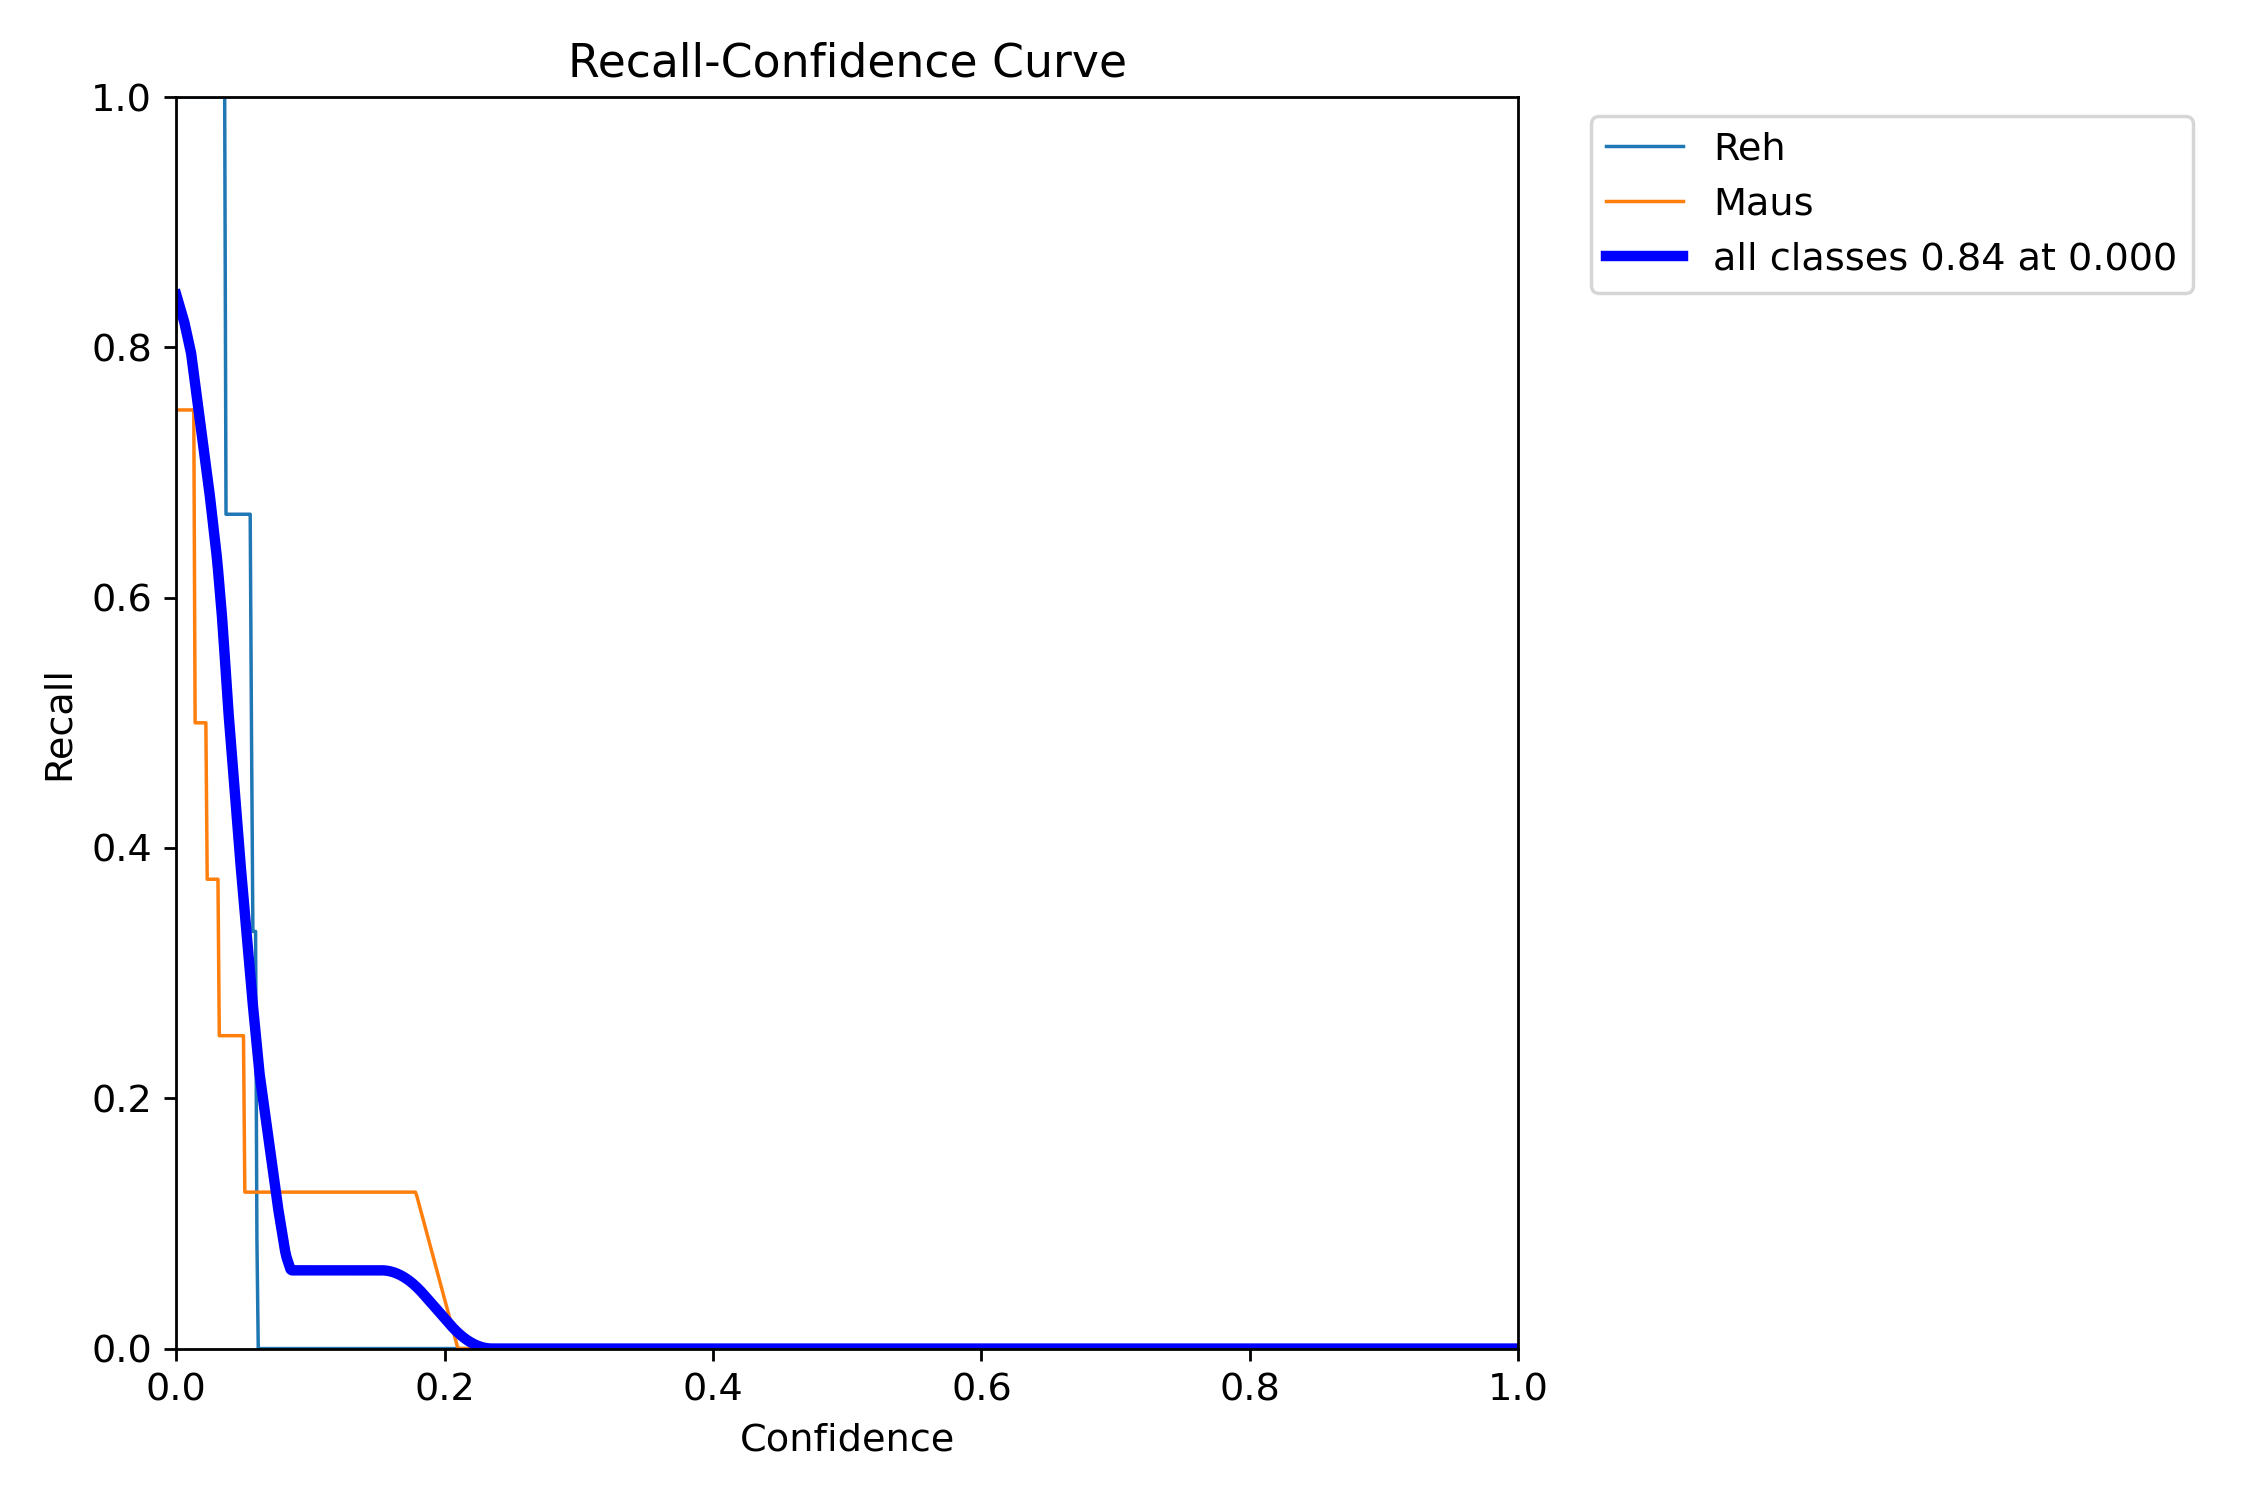 Recall-Confidence Curve
1.0
0.8
0.6
0.4
0.2
0.0
Recall
0.0 0.2 0.4 0.6 0.8 1.0
Confidence
Reh
Maus
all classes 0.84 at 0.000